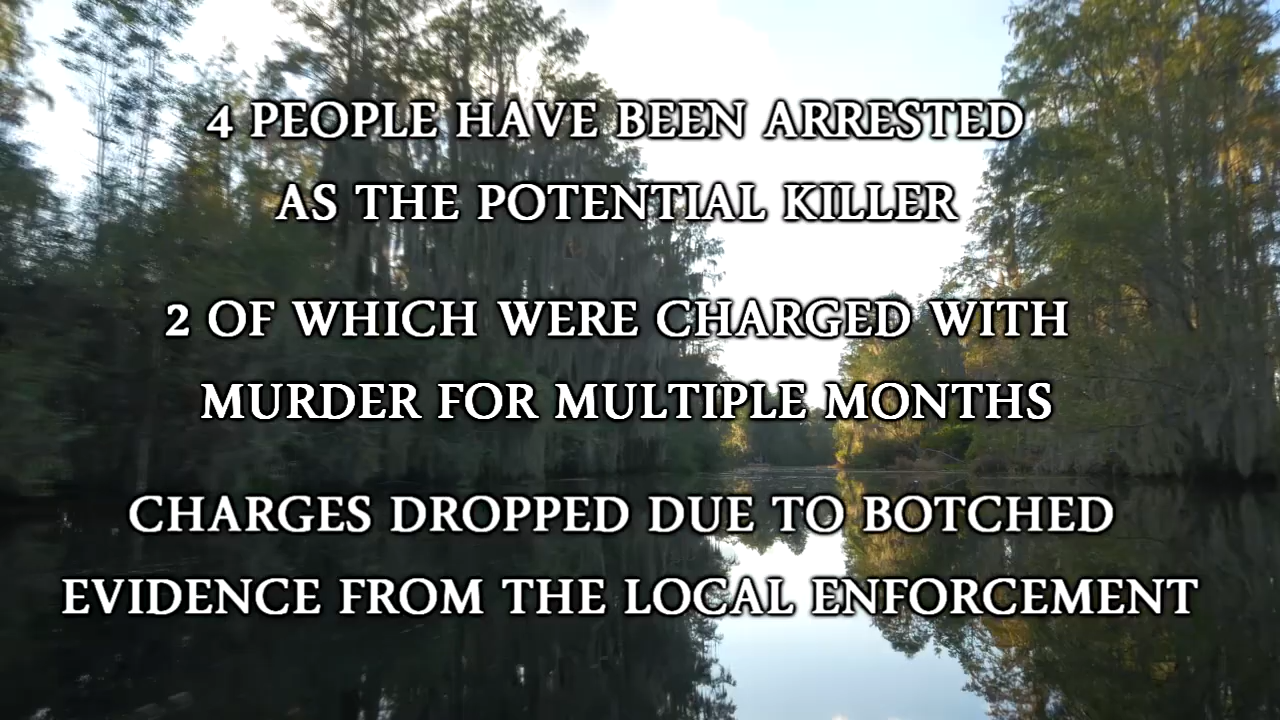 4 PEOPLE HAVE BEEN ARRESTED
AS THE POTENTIAL KILLER
2 OF WHICH WERE CHARGED WITH
MURDER FOR MULTIPLE MONTHS
CHARGES DROPPED DUE TO BOTCHED
EVIDENCE FROM THE LOCAL ENFORCEMENT